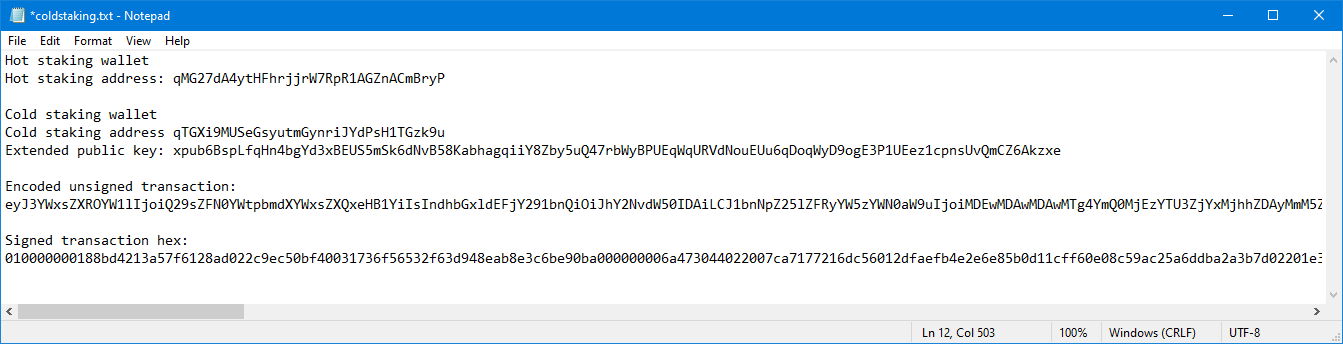 *coldstaking.txt - Notepad
File Edit Format View Help
Hot staking wallet
Hot staking address: qMG27dA4ytHFhrjjrW7RpR1AGZnACmBryP
Cold staking wallet
Cold staking address qTGXi9MUSeGsyutmGynriJYdPsH1TGzk9u
Extended public key: xpub6BspLfqHn4bgYd3xBEUS5mSk6dNvB58KabhagqiiY8Zby5uQ47rbWyBPUEqWqURVdNouEUu6qDoqWyD9ogE3P1UEez1cpnsUvQmCZ6Akzxe
Encoded unsigned transaction:
eyJ3YWxsZXROYW1lIjoiQ29sZFN0YWtpbmdXYWxsZXQxeHB1YiIsIndhbGxldEFjY291bnQiOiJhY2NvdW50IDAiLCJ1bnNpZ25lZFRyYW5zYWN0aW9uIjoiMDEwMDAwMDAwMTg4YmQ0MjEzYTU3ZjYxMjhhZDAyMmM5Z
Signed transaction hex:
010000000188bd4213a57f6128ad022c9ec50bf40031736f56532f63d948eab8e3c6be90ba000000006a473044022007ca7177216dc56012dfaefb4e2e6e85b0d11cff60e08c59ac25a6ddba2a3b7d02201e3
Ln 12, Col 503 100% Windows (CRLF) UTF-8